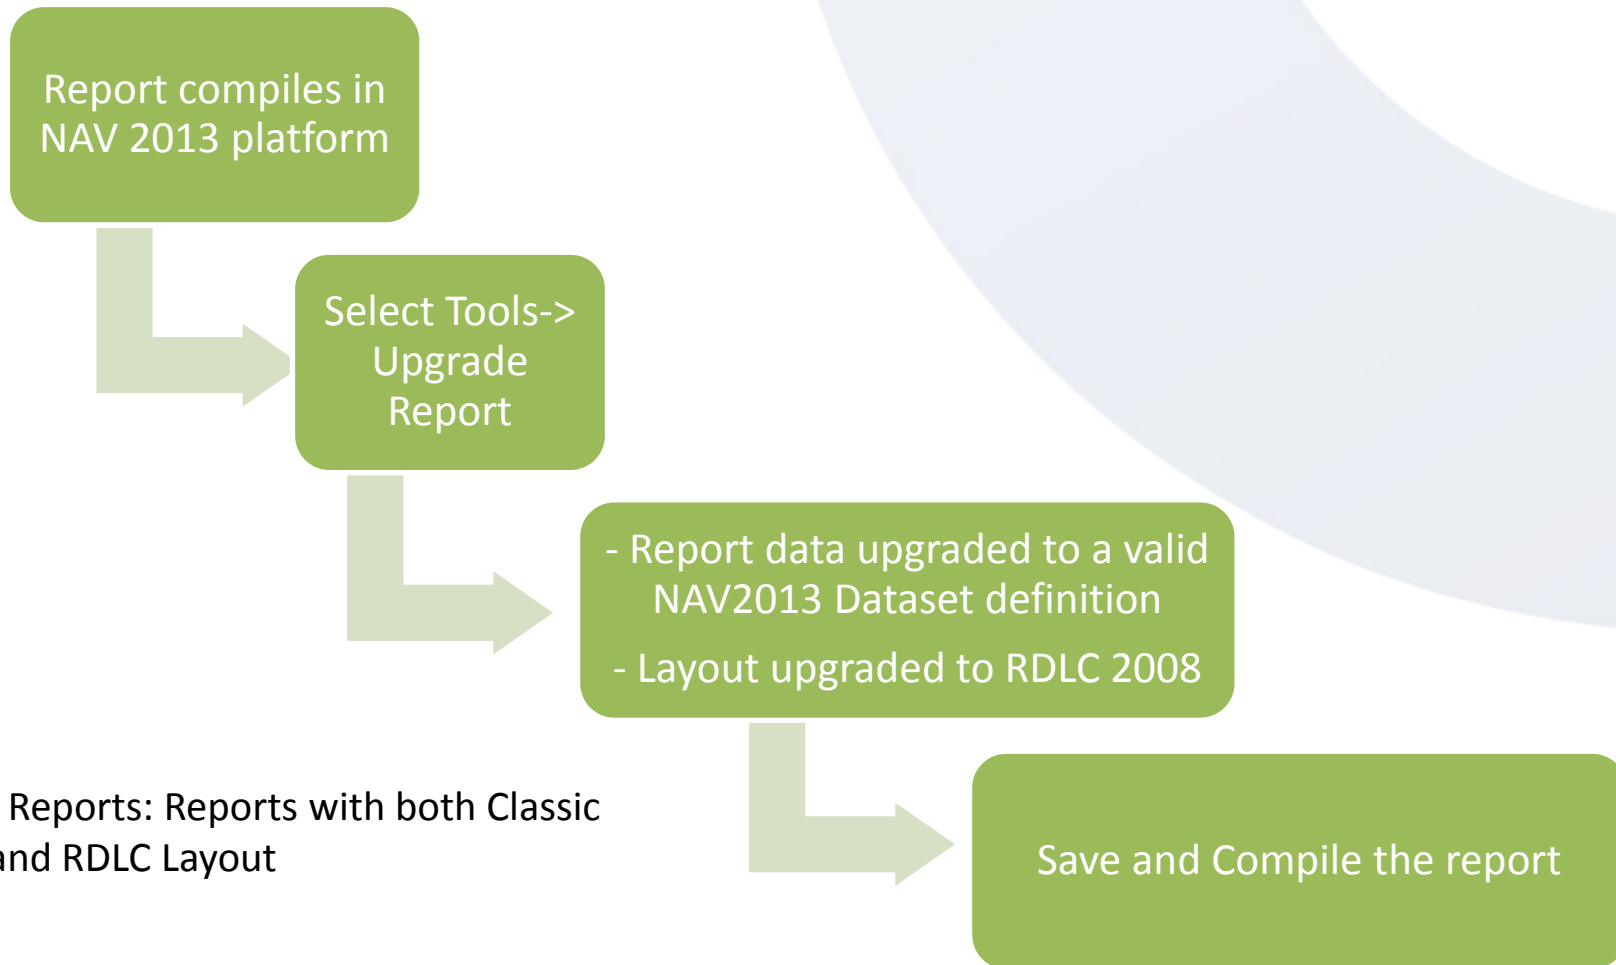 Report compiles in
NAV 2013 platform
Select Tools->
Upgrade
Report
- Report data upgraded to a valid
NAV2013 Dataset definition
- Layout upgraded to RDLC 2008
Reports: Reports with both Classic
and RDLC Layout
Save and Compile the report